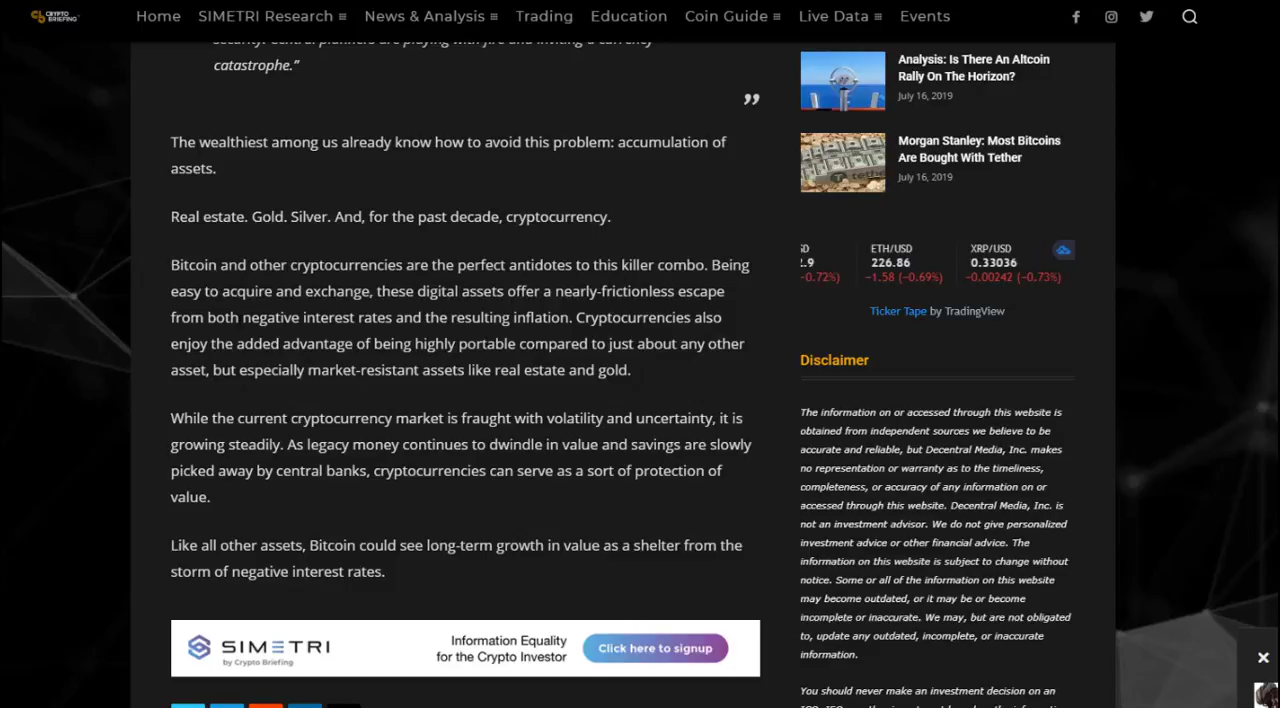 CRYPTO
BRIEFING
Home SIMETRI Research News & Analysis Trading Education Coin Guide Live Data Events
catastrophe.”
”
The wealthiest among us already know how to avoid this problem: accumulation of
assets.
Real estate. Gold. Silver. And, for the past decade, cryptocurrency.
Bitcoin and other cryptocurrencies are the perfect antidotes to this killer combo. Being
easy to acquire and exchange, these digital assets offer a nearly-frictionless escape
from both negative interest rates and the resulting inflation. Cryptocurrencies also
enjoy the added advantage of being highly portable compared to just about any other
asset, but especially market-resistant assets like real estate and gold.
While the current cryptocurrency market is fraught with volatility and uncertainty, it is
growing steadily. As legacy money continues to dwindle in value and savings are slowly
picked away by central banks, cryptocurrencies can serve as a sort of protection of
value.
Like all other assets, Bitcoin could see long-term growth in value as a shelter from the
storm of negative interest rates.
SIMETRI
by Crypto Briefing
Information Equality
for the Crypto Investor
Click here to signup
Analysis: Is There An Altcoin
Rally On The Horizon?
July 16, 2019
Morgan Stanley: Most Bitcoins
Are Bought With Tether
July 16, 2019
tether
ETH/USD
226.86
−1.58 (−0.69%)
XRP/USD
0.33036
−0.00242 (−0.73%)
Ticker Tape by TradingView
Disclaimer
The information on or accessed through this website is
obtained from independent sources we believe to be
accurate and reliable, but Decentral Media, Inc. makes
no representation or warranty as to the timeliness,
completeness, or accuracy of any information on or
accessed through this website. Decentral Media, Inc. is
not an investment advisor. We do not give personalized
investment advice or other financial advice. The
information on this website is subject to change without
notice. Some or all of the information on this website
may become outdated, or it may be or become
incomplete or inaccurate. We may, but are not obligated
to, update any outdated, incomplete, or inaccurate
information.
You should never make an investment decision on an